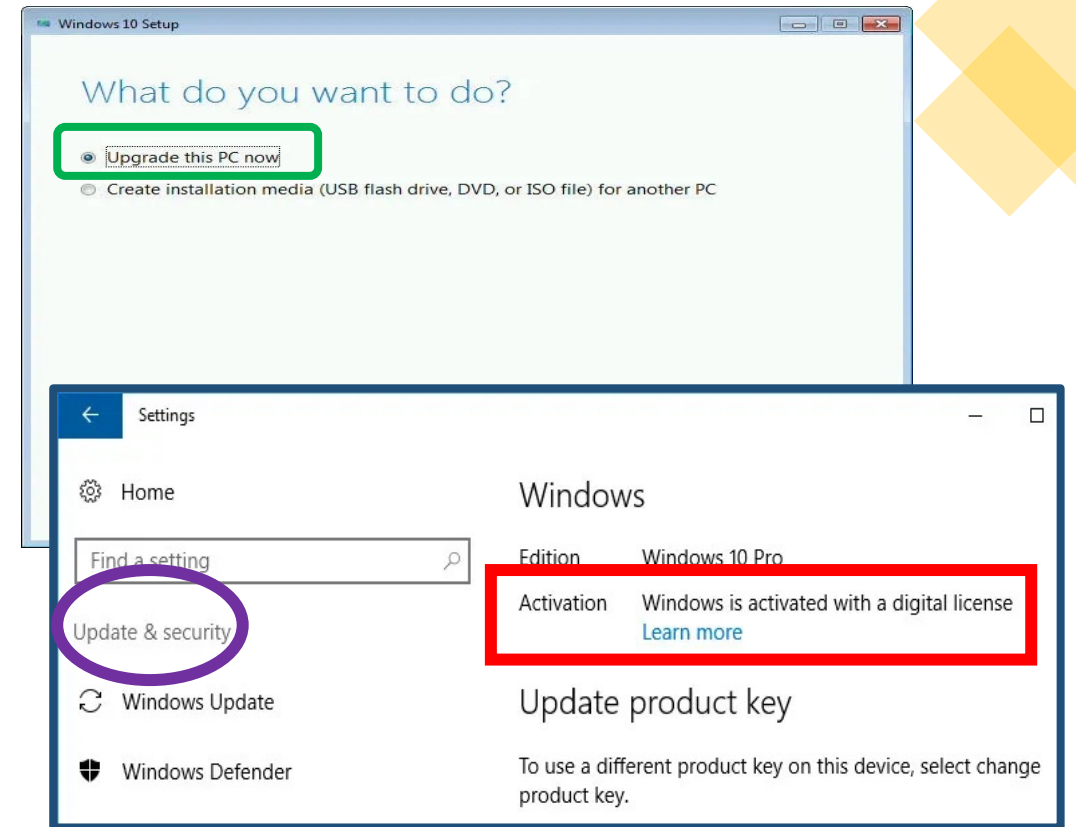 Windows 10 Setup
What do you want to do?
Upgrade this PC now
Create installation media (USB flash drive, DVD, or ISO file) for another PC
Settings
Home
Find a setting
Update & security
Windows Update
Windows Defender
Windows
Edition Windows 10 Pro
Activation Windows is activated with a digital license
Learn more
Update product key
To use a different product key on this device, select change
product key.